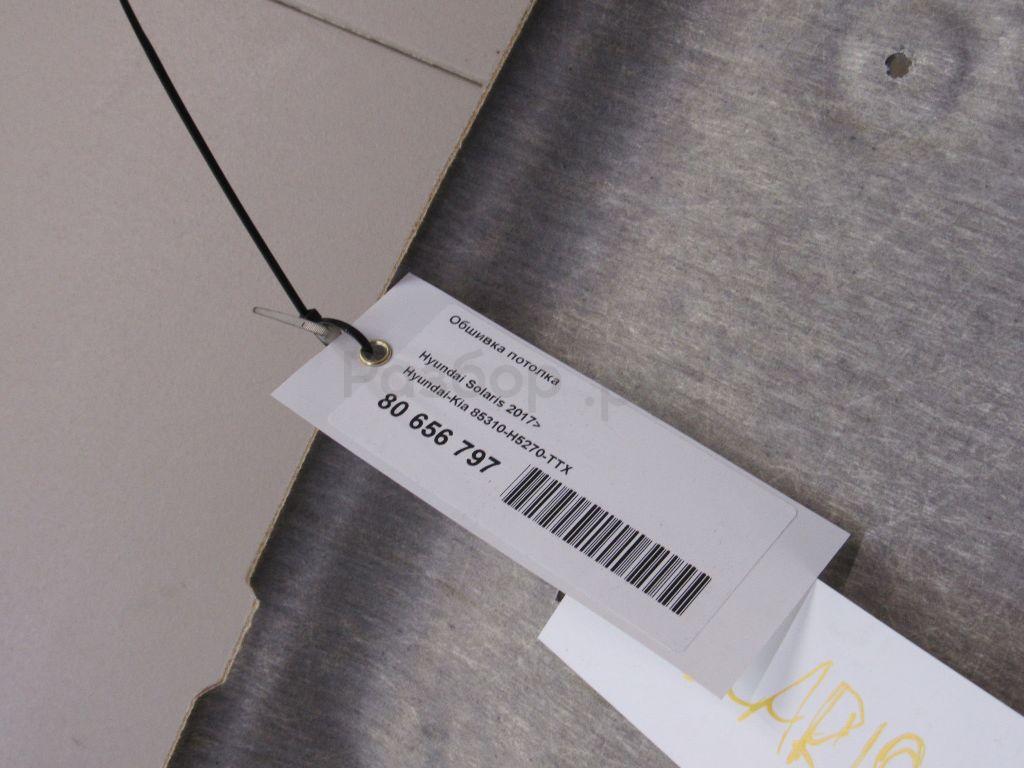 Обшивка потолка
Hyundai Solaris 2017>
Hyundai-Kia 85310-H5270-TTX
80 656 797